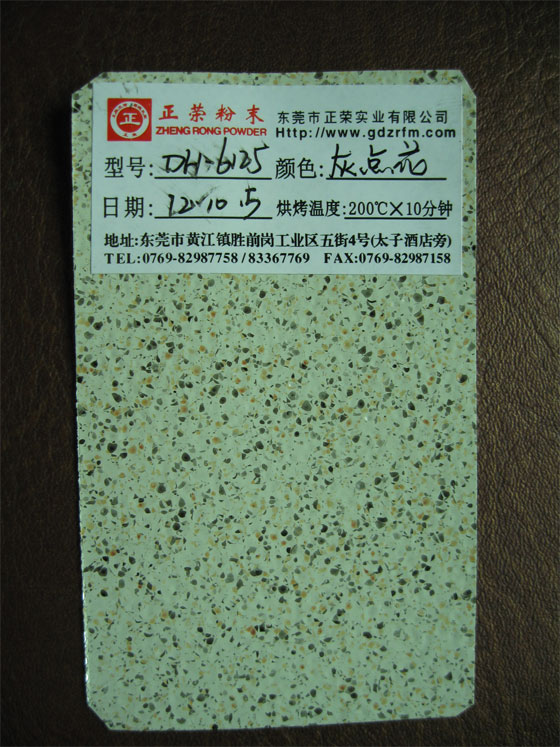 正荣粉末 东莞市正荣实业有限公司
ZHENG RONG POWDER Http://www.gdzrfm.com
型号: DH-6125 颜色: 灰点花
日期: 12-10 15 烘烤温度:200℃×10分钟
地址:东莞市黄江镇胜前岗工业区五街4号(太子酒店旁)
TEL:0769-82987758/83367769 FAX:0769-82987158